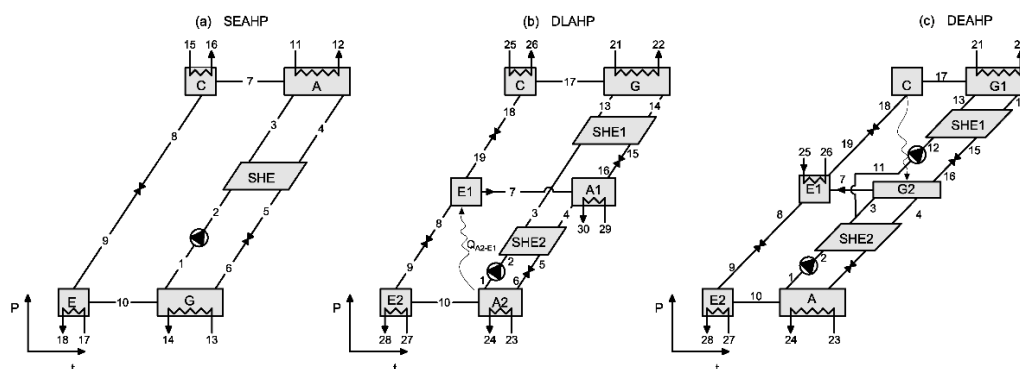 (a) SEAHP
(b) DLAHP
(c) DEAHP
15 16 11 12
C 7 A
3 4
8
SHE
2 5
9
1 6
P
E 10 G
18 17 14 13
t
25 26 21 22
C 17 G
18 13 14
SHE1
19 15
16
E1 7 A1
3 4
8 30 29
QA2-E1
SHE2
9 1 2 5
6
P
E2 10 A2
28 27 24 23
t
21
C 17 G1
18 13
SHE1
19 12 15
25 26 11
16
E1 7 G2
3 4
8
SHE2
9 2
1
P
E2 10 A
28 27 24 23
t